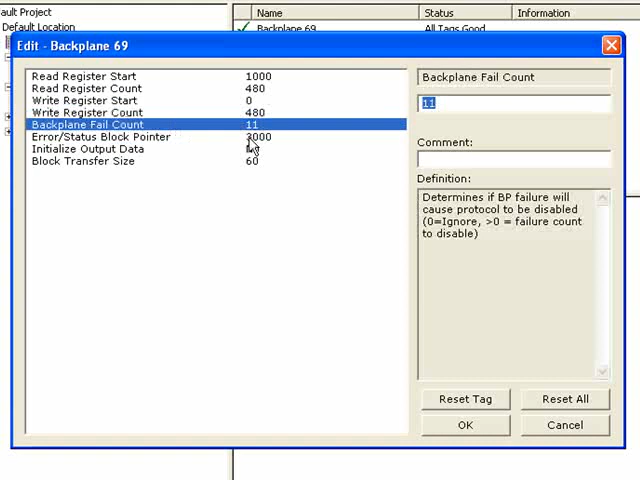 ault Project
Default Location
Name Status Information
Backplane 69 All Tags Good
Edit - Backplane 69
Read Register Start 1000
Read Register Count 480
Write Register Start 0
Write Register Count 480
Backplane Fail Count 11
Error/Status Block Pointer 3000
Initialize Output Data
Block Transfer Size 60
Backplane Fail Count
11
Comment:
Definition:
Determines if BP failure will
cause protocol to be disabled
(0=Ignore, >0 = failure count
to disable)
Reset Tag Reset All
OK Cancel